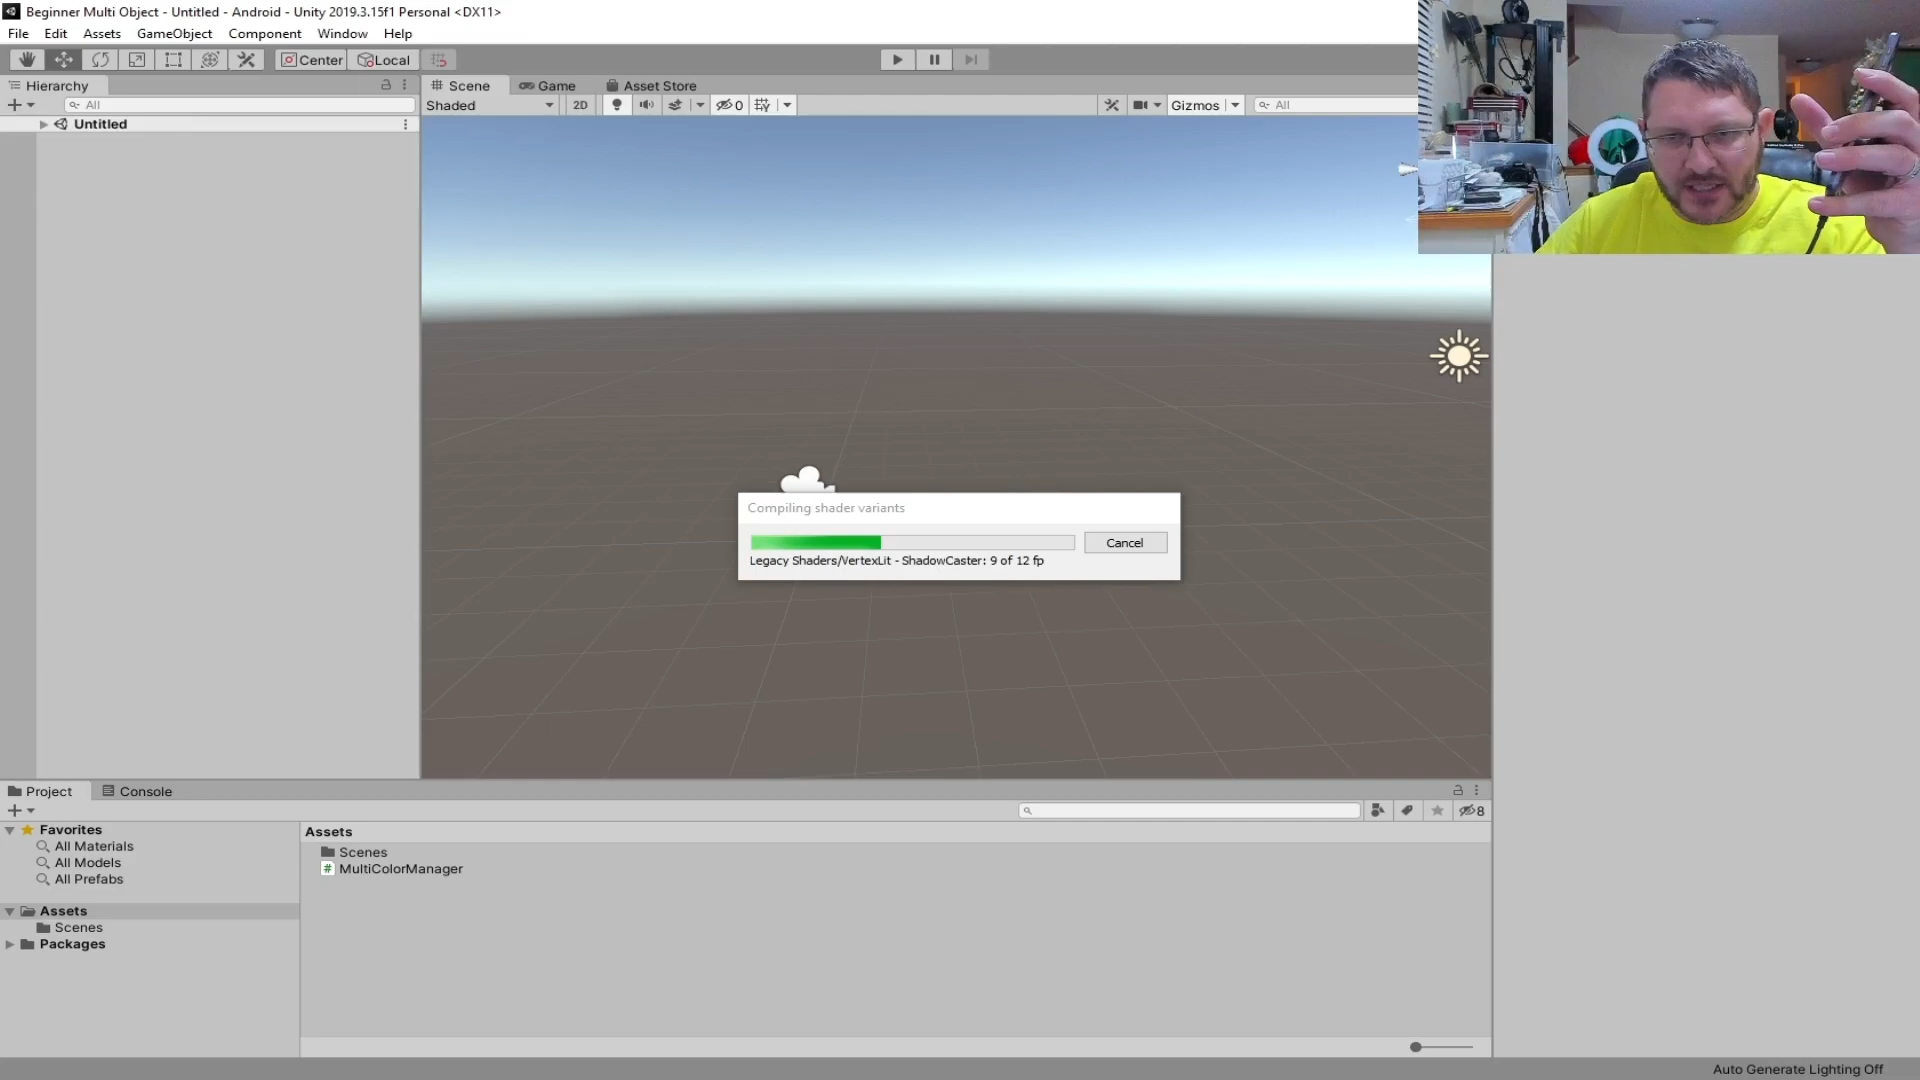 Beginner Multi Object - Untitled - Android - Unity 2019.3.15f1 Personal <DX11>
File Edit Assets GameObject Component Window Help
Center Local
Hierarchy
All
Untitled
Scene Game Asset Store
Shaded 2D 0 Gizmos All
Compiling shader variants
Cancel
Legacy Shaders/VertexLit - ShadowCaster: 9 of 12 fp
Project Console
8
Favorites
All Materials
All Models
All Prefabs
Assets
Scenes
Packages
Assets
Scenes
MultiColorManager
Auto Generate Lighting Off